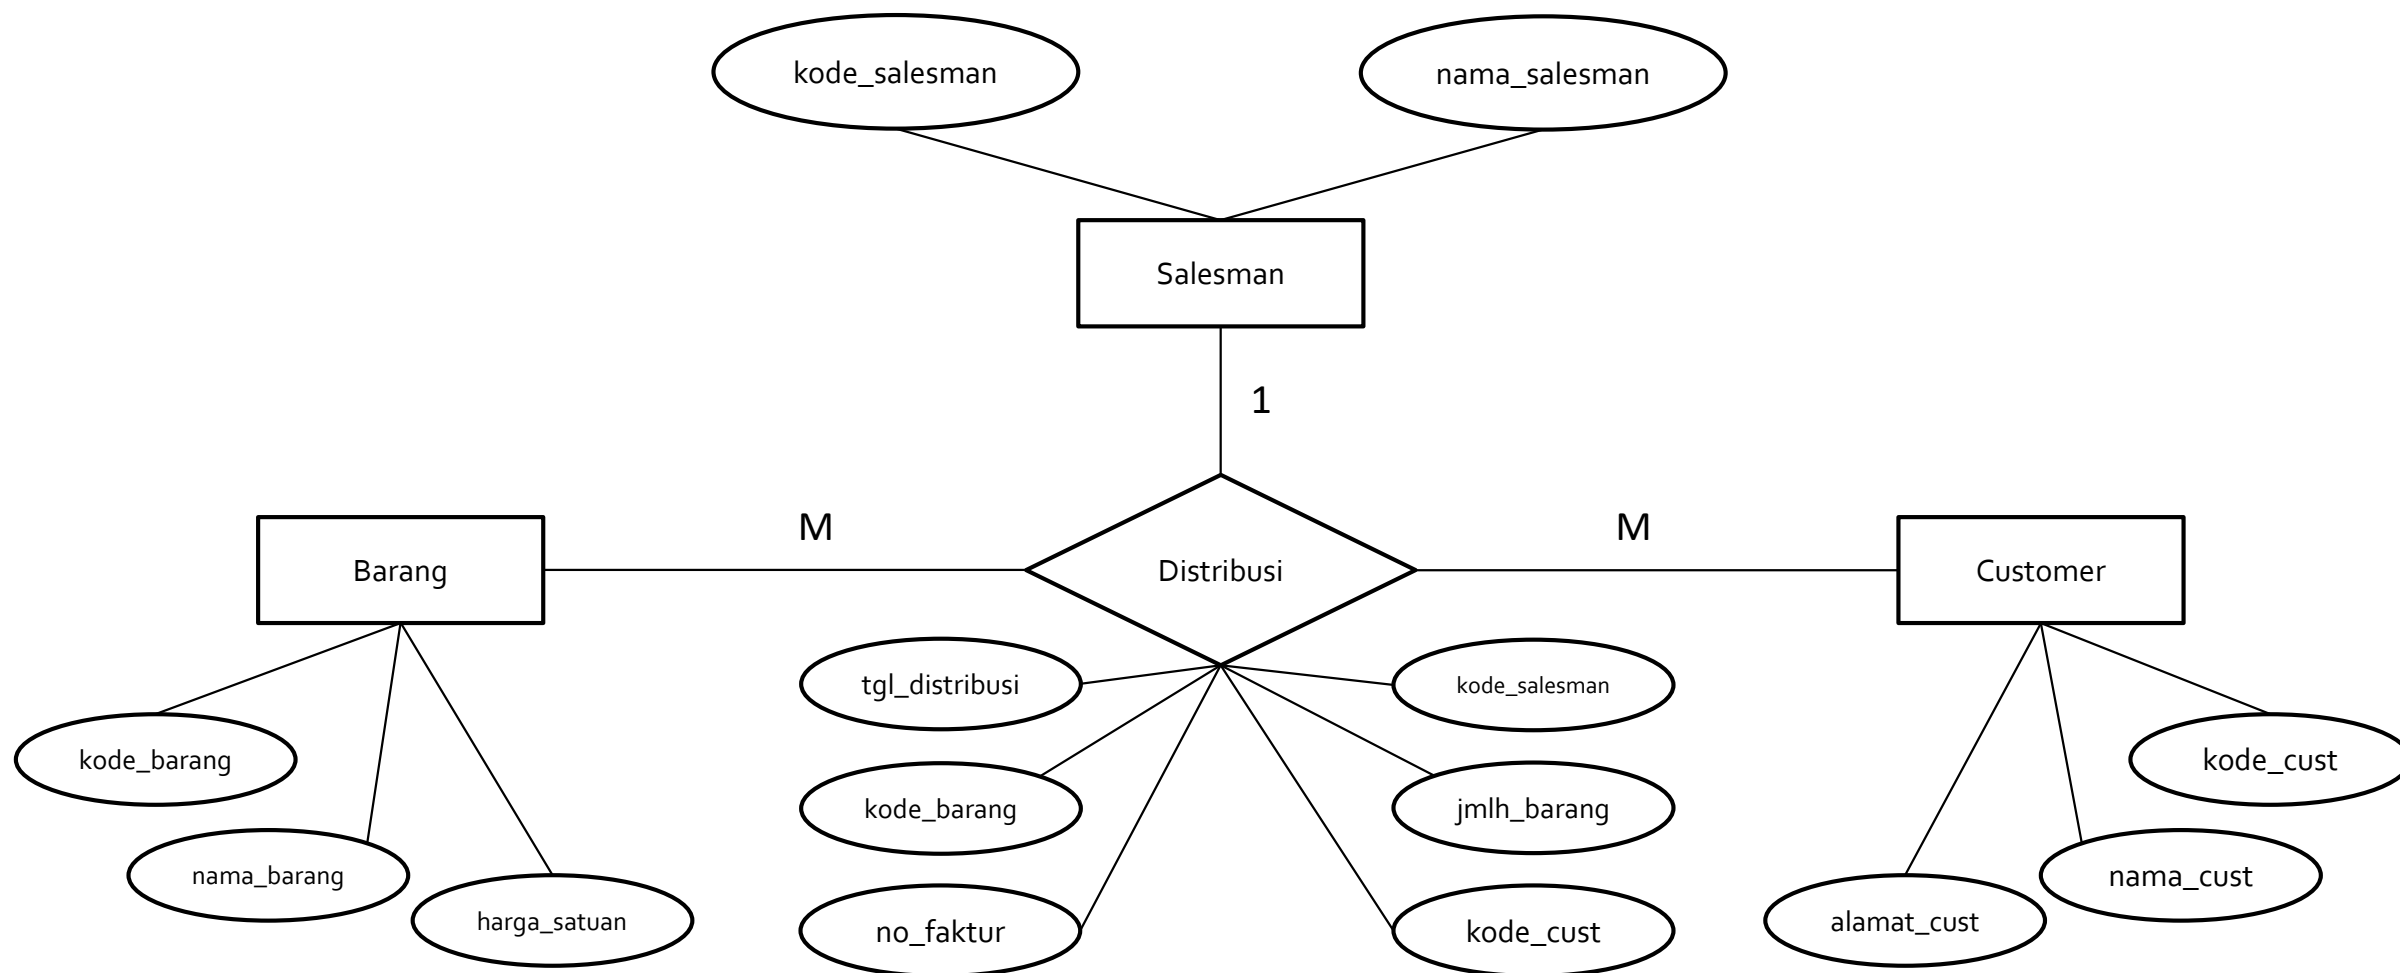 kode_salesman
nama_salesman
Salesman
1
M
M
Barang
Distribusi
Customer
tgl_distribusi
kode_salesman
kode_barang
kode_cust
kode_barang
jmlh_barang
nama_barang
nama_cust
harga_satuan
alamat_cust
no_faktur
kode_cust